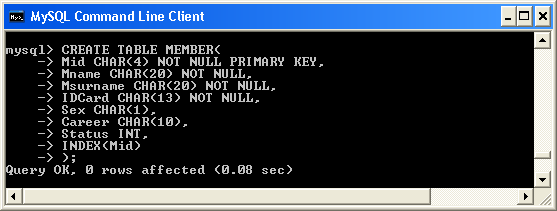 MySQL Command Line Client
mysql> CREATE TABLE MEMBER(
    -> Mid CHAR(4) NOT NULL PRIMARY KEY,
    -> Mname CHAR(20) NOT NULL,
    -> Msurname CHAR(20) NOT NULL,
    -> IDCard CHAR(13) NOT NULL,
    -> Sex CHAR(1),
    -> Career CHAR(10),
    -> Status INT,
    -> INDEX(Mid)
    -> );
Query OK, 0 rows affected (0.08 sec)